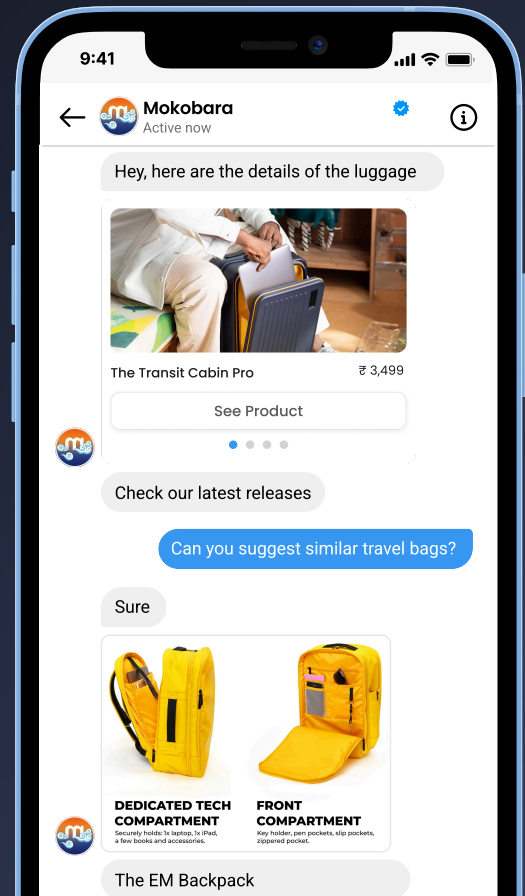 9:41
Mokobara
Active now
Hey, here are the details of the luggage
The Transit Cabin Pro
₹ 3,499
See Product
m
Check our latest releases
Can you suggest similar travel bags?
Sure
DEDICATED TECH
COMPARTMENT
Securely holds: 1x laptop, 1x iPad,
a few books and accessories.
FRONT
COMPARTMENT
Key holder, pen pockets, slip pockets,
zippered pocket.
m
The EM Backpack